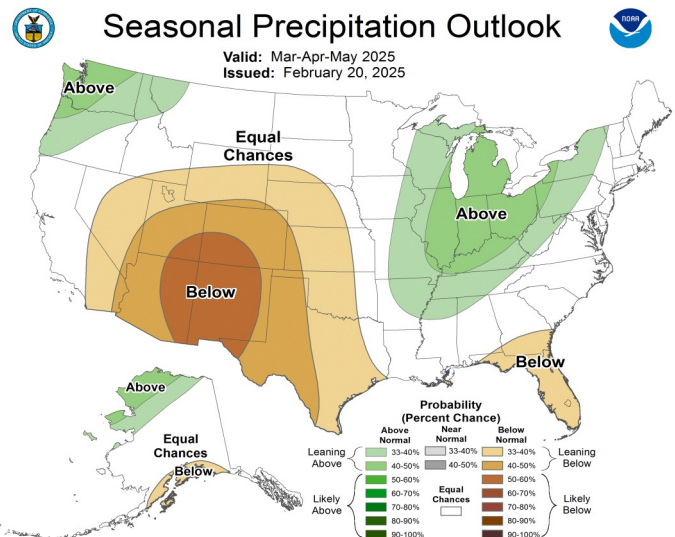 Seasonal Precipitation Outlook
NOAA
Valid: Mar-Apr-May 2025
Issued: February 20, 2025
Above
Equal
Chances
Above
Below
Below
Above
Equal
Chances
Below
Probability
(Percent Chance)
Above
Normal
Near
Normal
Below
Normal
Leaning
Above
33-40%
33-40%
33-40%
Leaning
Below
40-50%
40-50%
40-50%
Likely
Above
50-60%
60-70%
70-80%
80-90%
90-100%
Equal
Chances
50-60%
60-70%
70-80%
80-90%
90-100%
Likely
Below